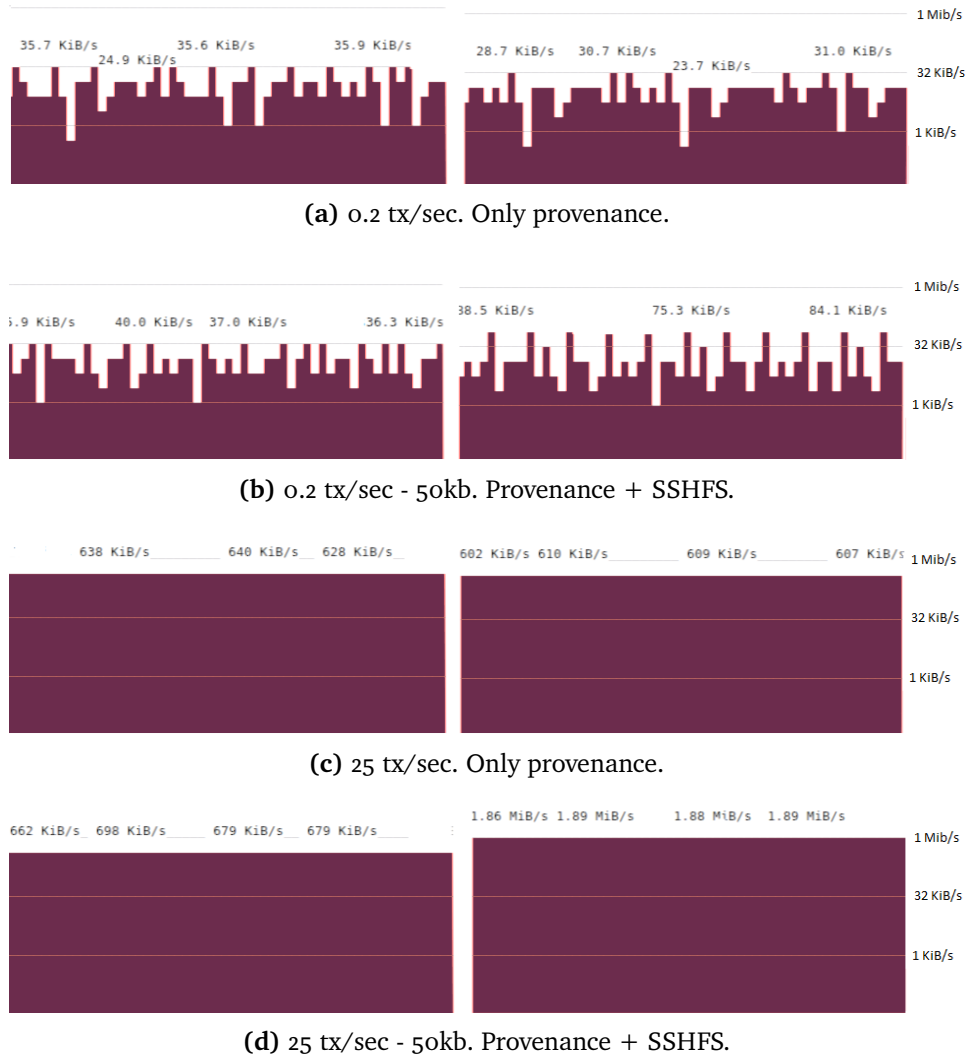 1 Mib/s
35.7 KiB/s 35.6 KiB/s 35.9 KiB/s 28.7 KiB/s 30.7 KiB/s 31.0 KiB/s
24.9 KiB/s 23.7 KiB/s 32 KiB/s
1 KiB/s
(a) 0.2 tx/sec. Only provenance.
1 Mib/s
5.9 KiB/s 40.0 KiB/s 37.0 KiB/s 36.3 KiB/s 38.5 KiB/s 75.3 KiB/s 84.1 KiB/s
32 KiB/s
1 KiB/s
(b) 0.2 tx/sec - 50kb. Provenance + SSHFS.
638 KiB/s 640 KiB/s 628 KiB/s 602 KiB/s 610 KiB/s 609 KiB/s 607 KiB/s 1 Mib/s
32 KiB/s
1 KiB/s
(c) 25 tx/sec. Only provenance.
1.86 MiB/s 1.89 MiB/s 1.88 MiB/s 1.89 MiB/s
662 KiB/s 698 KiB/s 679 KiB/s 679 KiB/s 1 Mib/s
32 KiB/s
1 KiB/s
(d) 25 tx/sec - 50kb. Provenance + SSHFS.